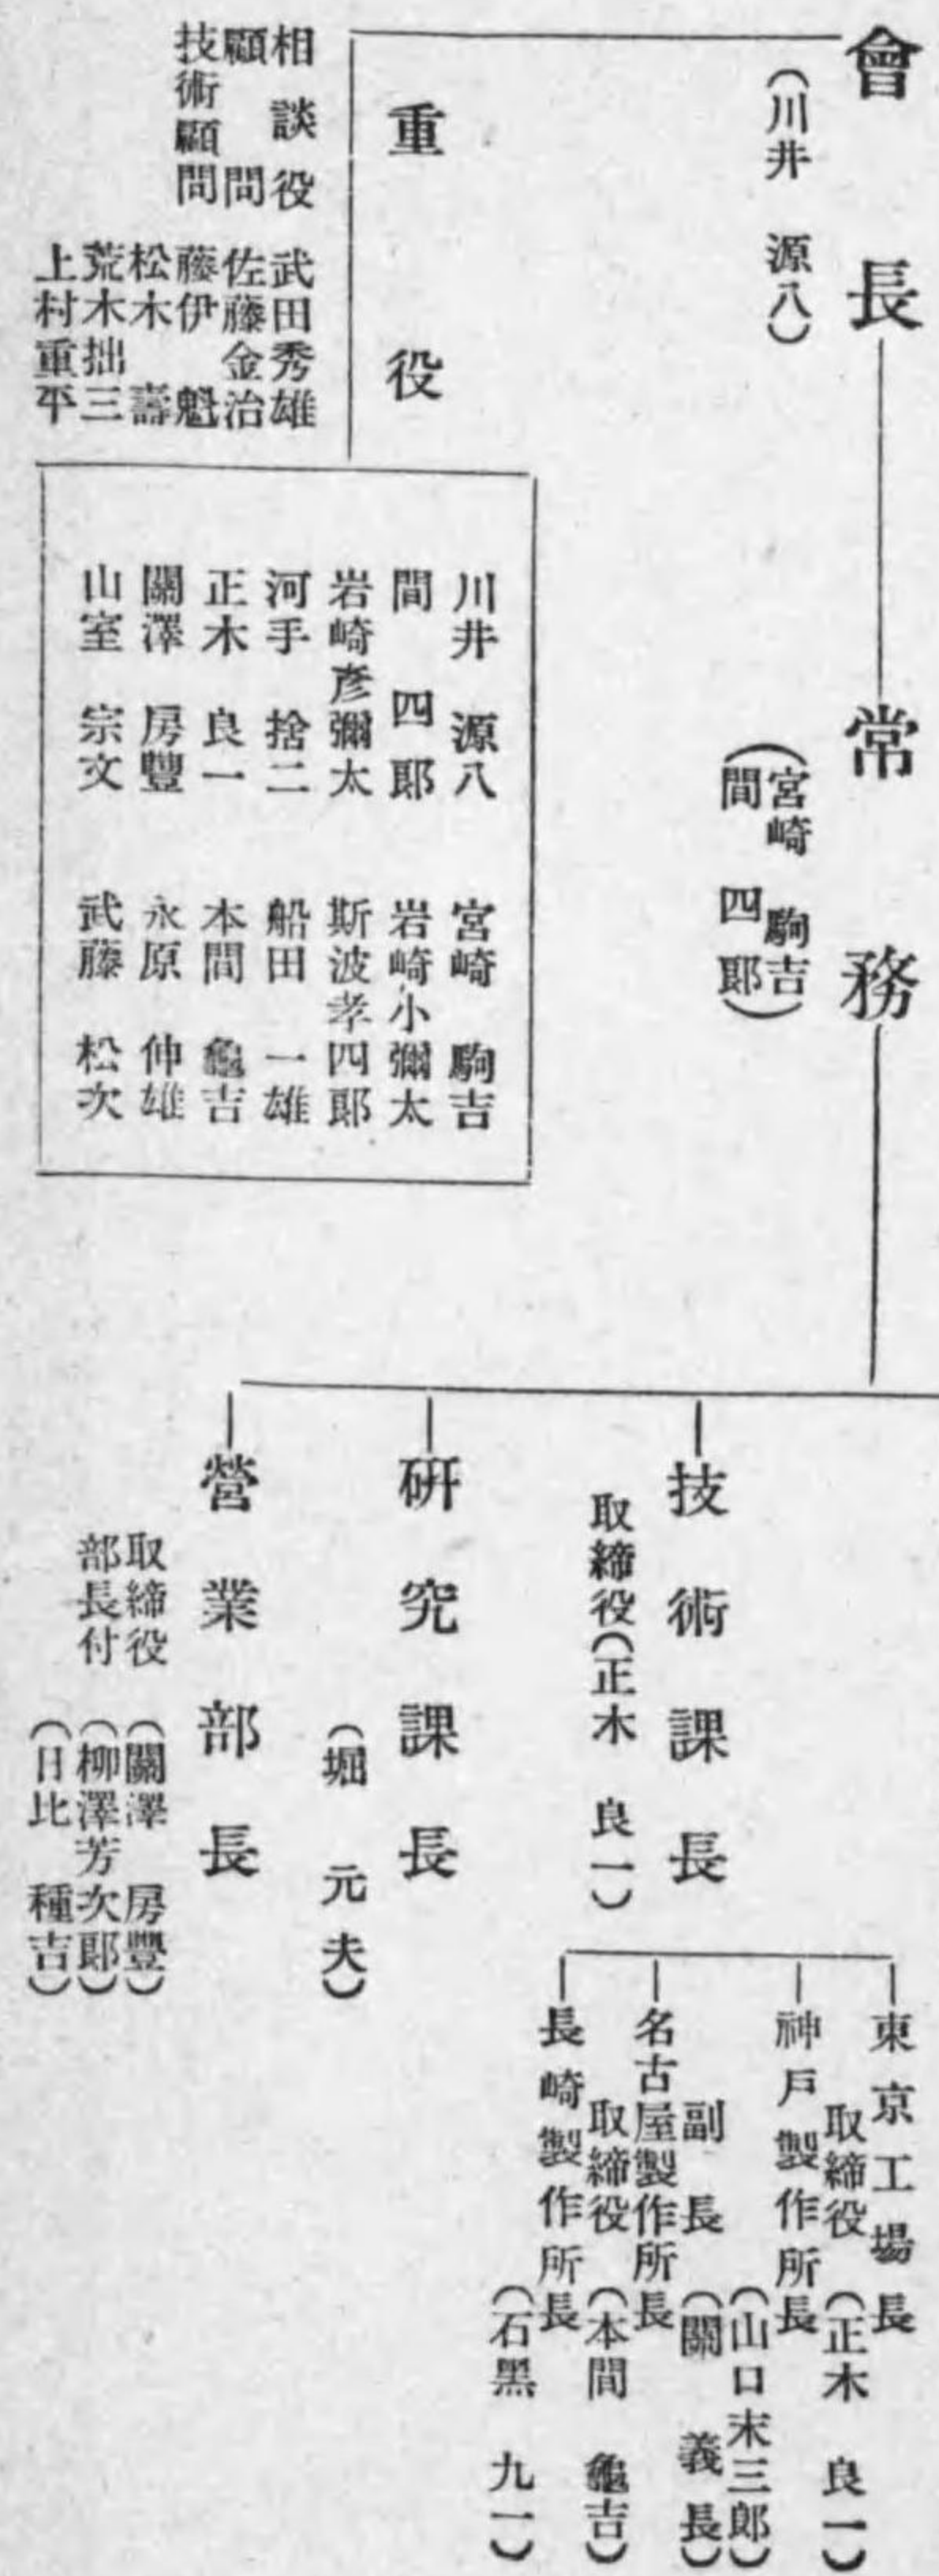 會長
（川井　源八）
常務
（宮崎　駒吉）
間　四郎）
重役
川井　源八　宮崎　駒吉
間　四郎　岩崎小彌太
岩崎彦彌太　斯波孝四郎
河手　捨二　船田　一雄
正木　良一　本間　龜吉
關澤　房豐　永原　伸雄
山室　宗文　武藤　松次
相談役　武田秀雄
顧問　佐藤金治
技術顧問　藤伊　魁
松木　壽
荒木拙三
上村重平
技術課長
取締役（正木　良一）
東京工場長
取締役（正木　良一）
神戸製作所長
（山口末三郎）
副長（關　義長）
名古屋製作所長
取締役（本間　龜吉）
長崎製作所長
（石黑　九一）
研究課長
（堀　元夫）
營業部長
取締役（關澤　房豐）
部長付（柳澤芳次郎）
（日比　種吉）